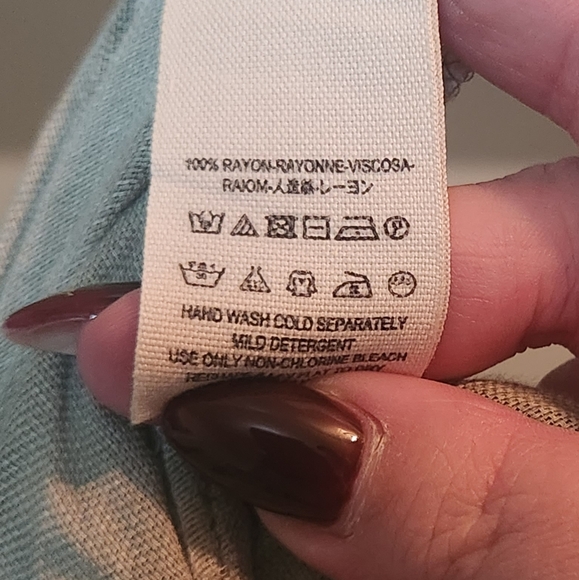 100% RAYON-RAYONNE-VISCOSA-
RAIOM-人造絲-レーヨン
HAND WASH COLD SEPARATELY
MILD DETERGENT
USE ONLY NON-CHLORINE BLEACH